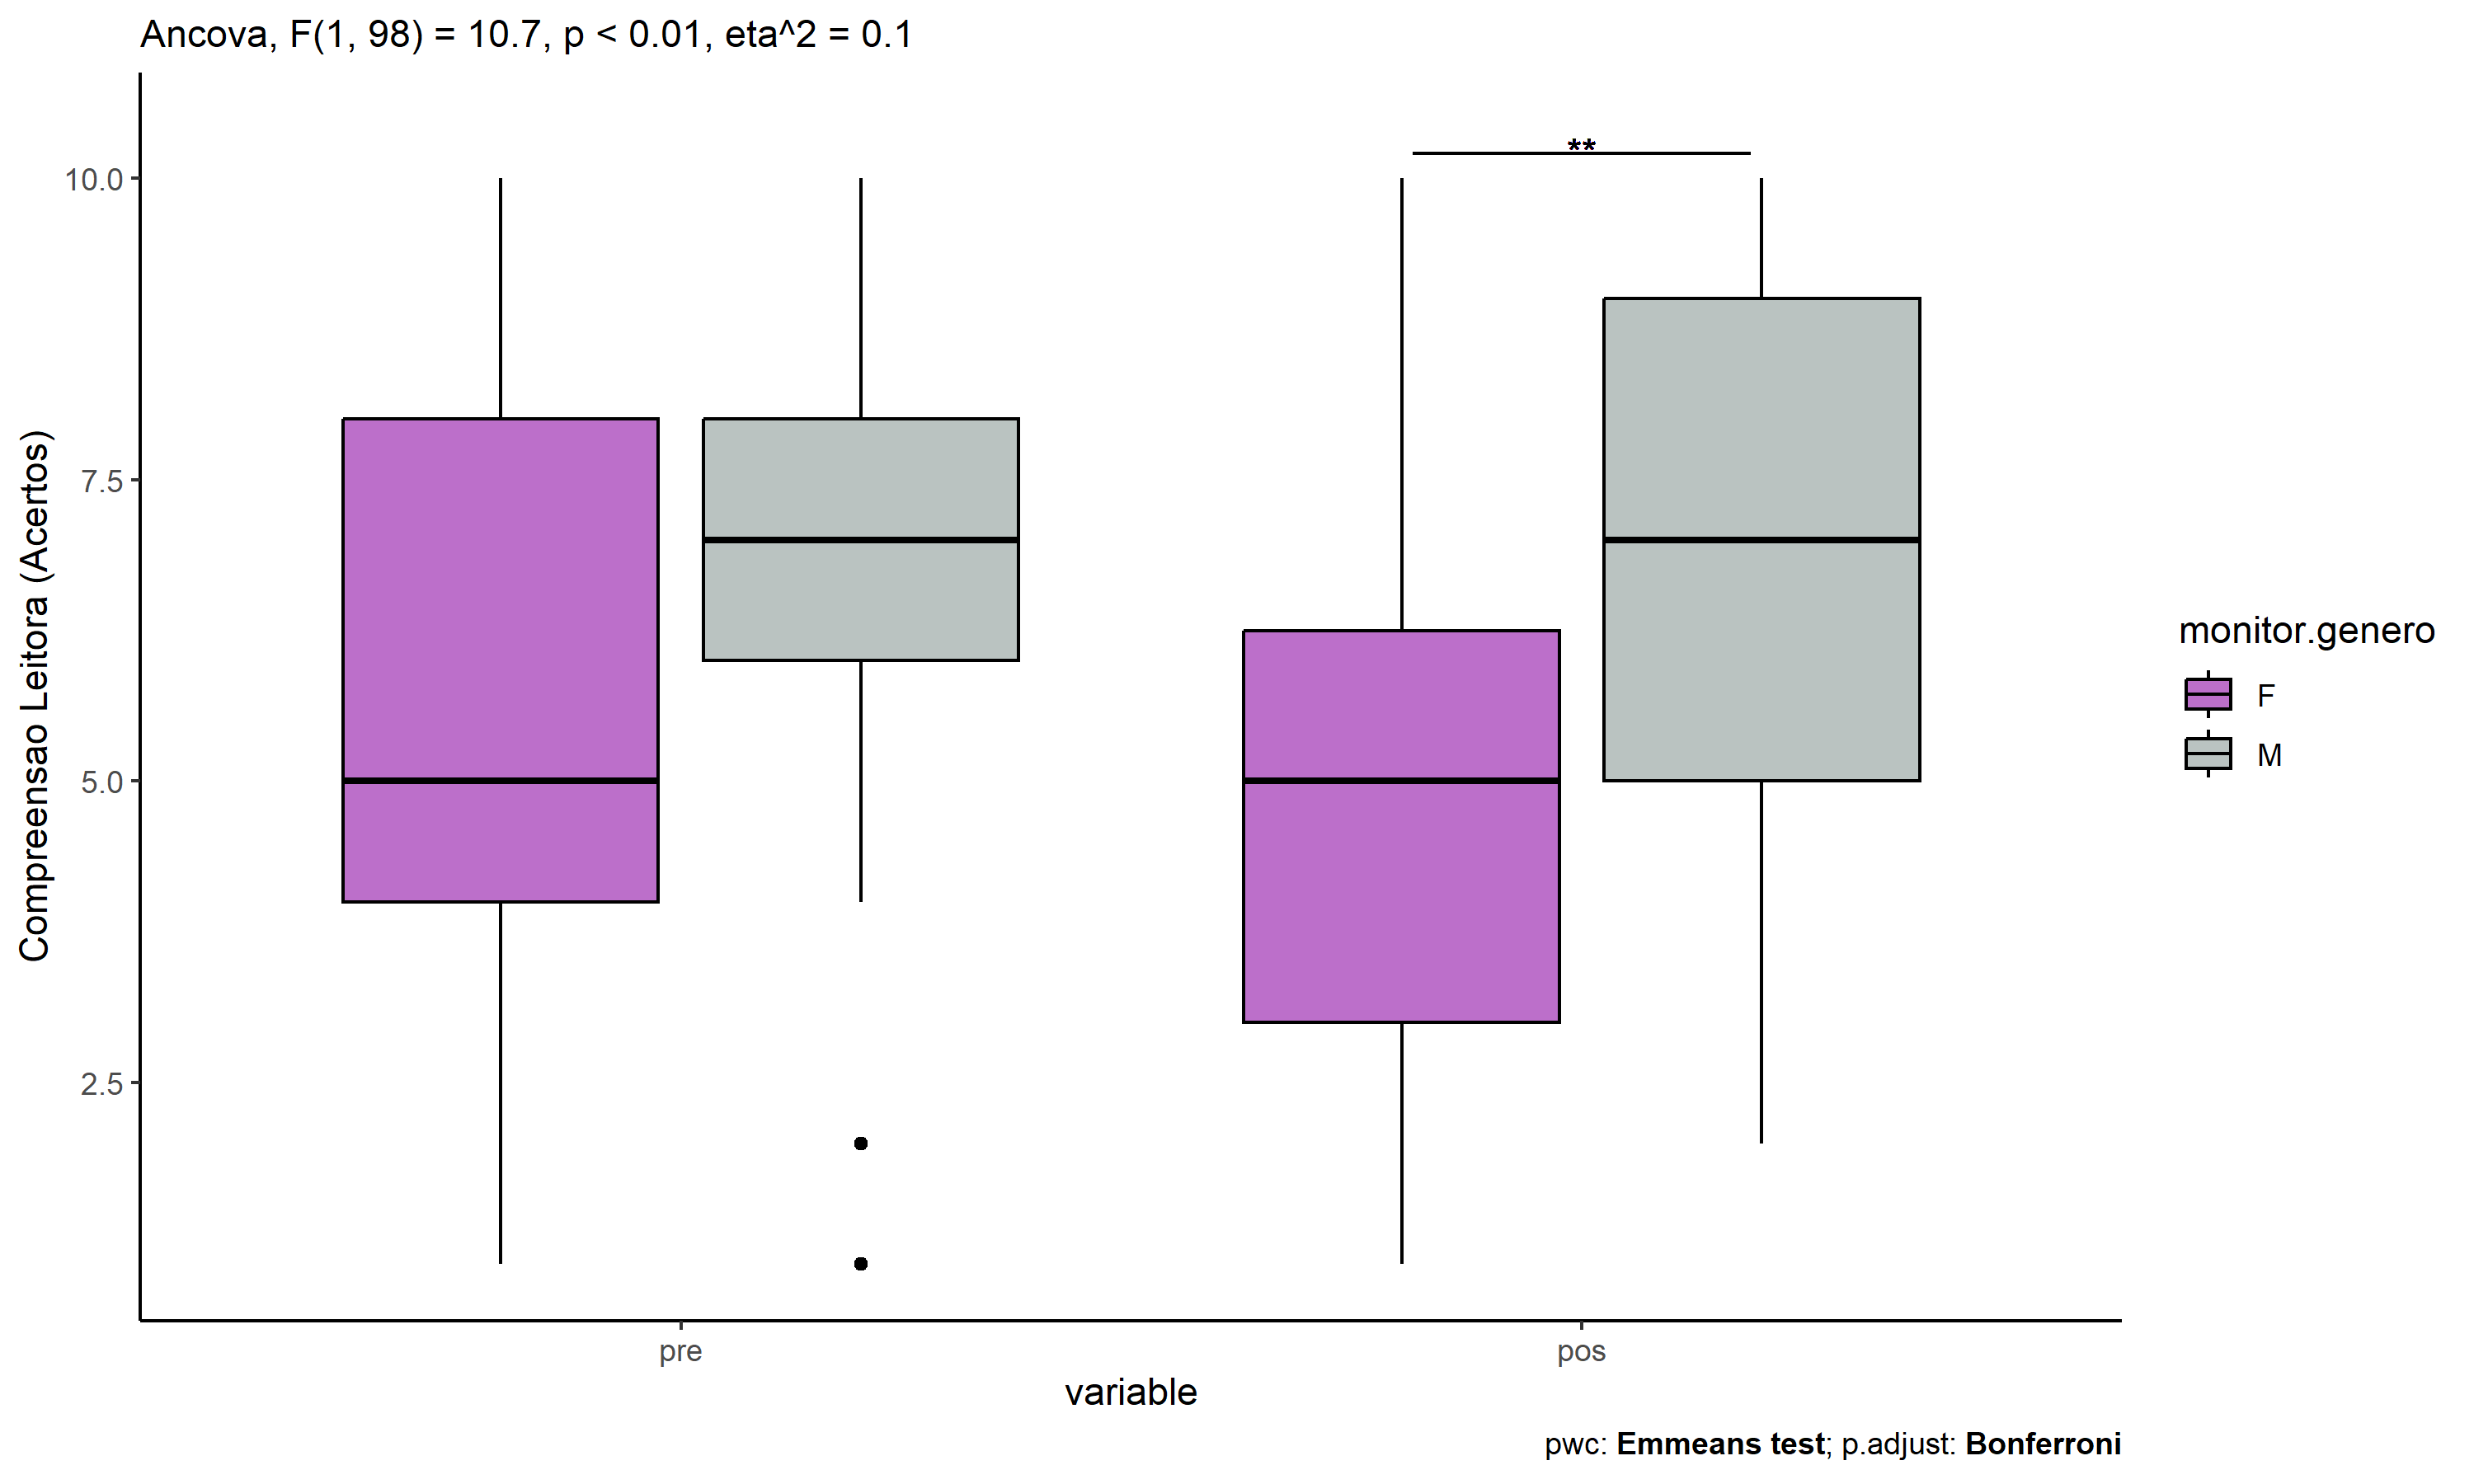 Ancova, F(1, 98) = 10.7, p < 0.01, eta^2 = 0.1
Compreensao Leitora (Acertos)
10.0
7.5
5.0
2.5
**
pre
pos
variable
monitor.genero
F
M
pwc: Emmeans test; p.adjust: Bonferroni